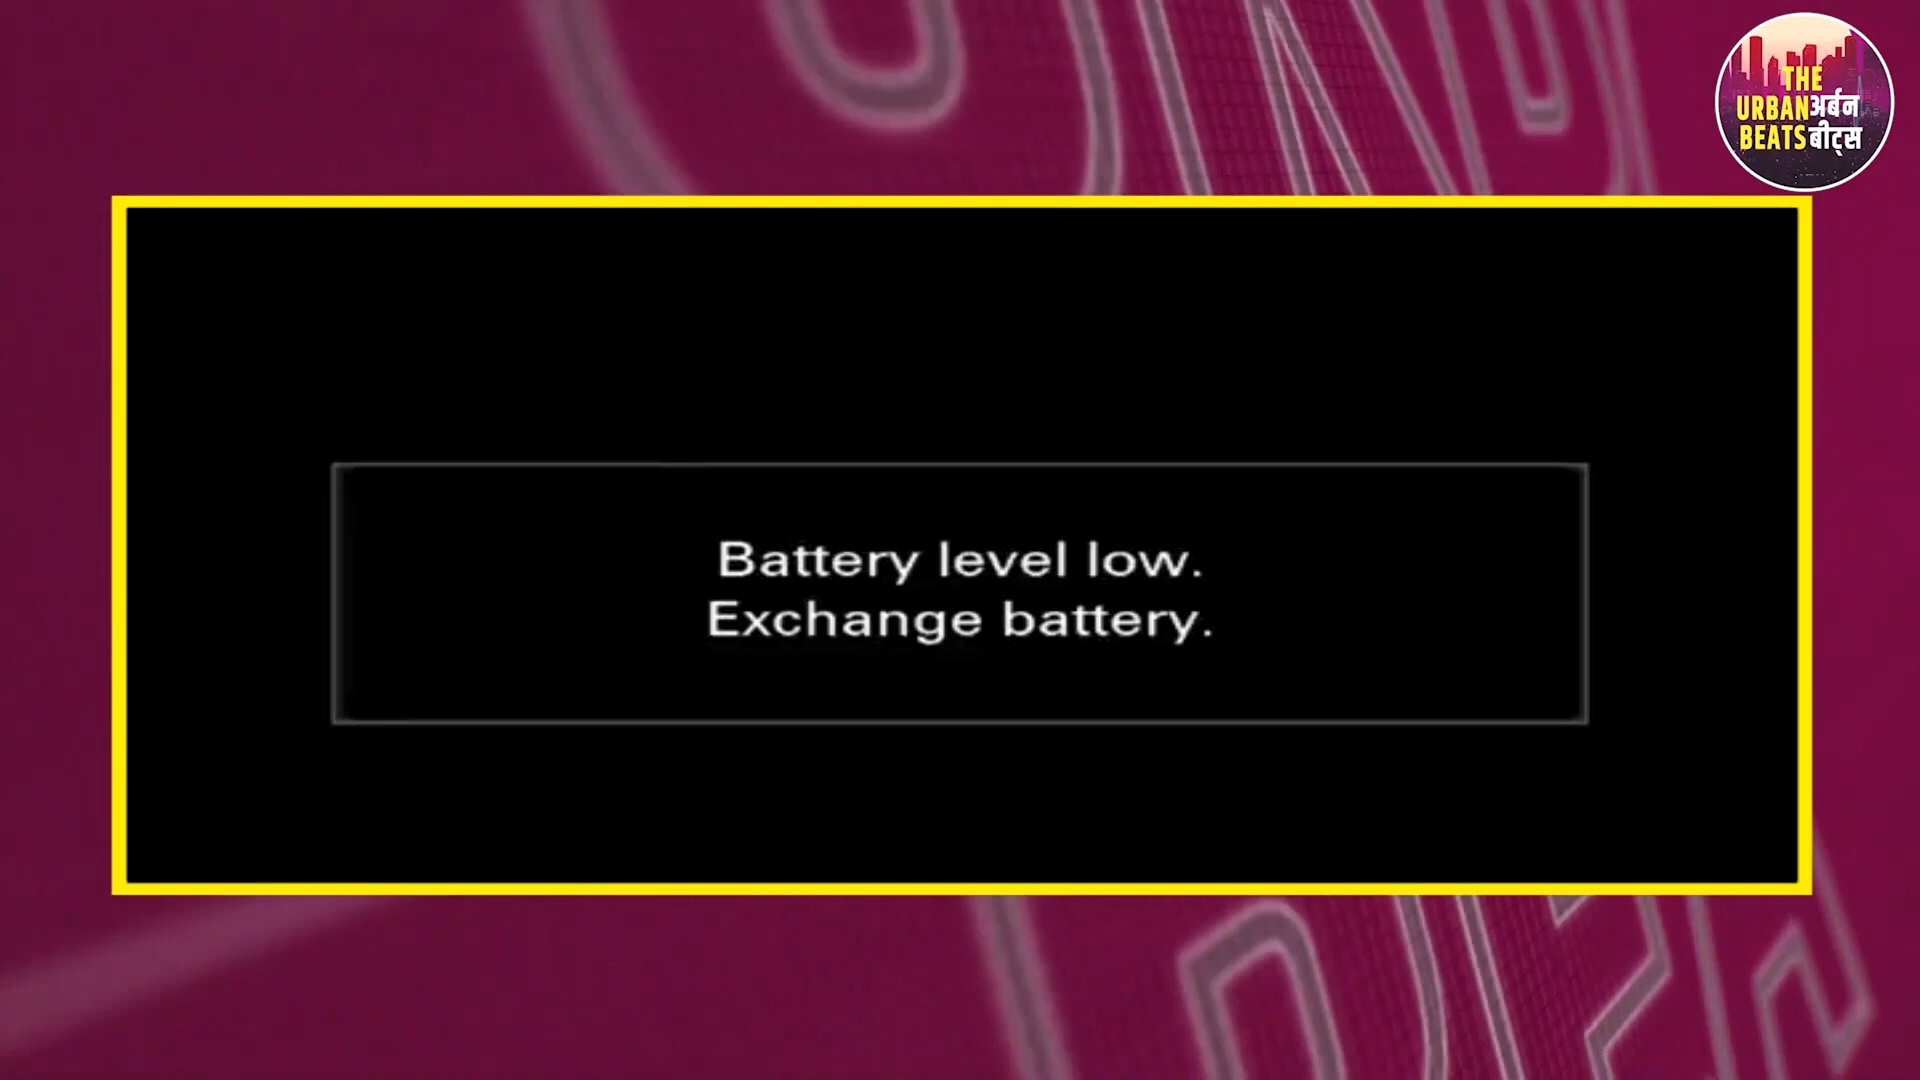 THE
URBAN अर्बन
BEATS बीट्स
Battery level low.
Exchange battery.